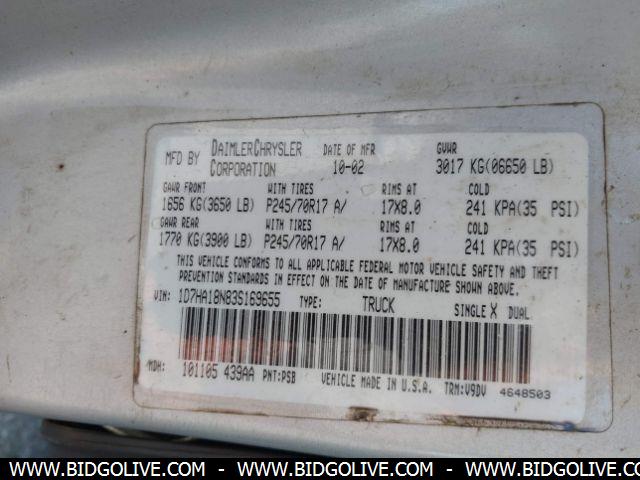 MFD BY DAIMLERCHRYSLER CORPORATION DATE OF MFR 10-02 GVWR 3017 KG(06650 LB)
GAWR FRONT WITH TIRES RIMS AT COLD
1656 KG(3650 LB) P245/70R17 A/ 17X8.0 241 KPA(35 PSI)
GAWR REAR WITH TIRES RIMS AT COLD
1770 KG(3900 LB) P245/70R17 A/ 17X8.0 241 KPA(35 PSI)
THIS VEHICLE CONFORMS TO ALL APPLICABLE FEDERAL MOTOR VEHICLE SAFETY AND THEFT
PREVENTION STANDARDS IN EFFECT ON THE DATE OF MANUFACTURE SHOWN ABOVE.
VIN: 1D7HA18N83S169655 TYPE: TRUCK SINGLE X DUAL
MDH: 101105 439AA PNT:PSB VEHICLE MADE IN U.S.A. TRM:V9DV 4648503
WWW.BIDGOLIVE.COM - WWW.BIDGOLIVE.COM - WWW.BIDGOLIVE.COM